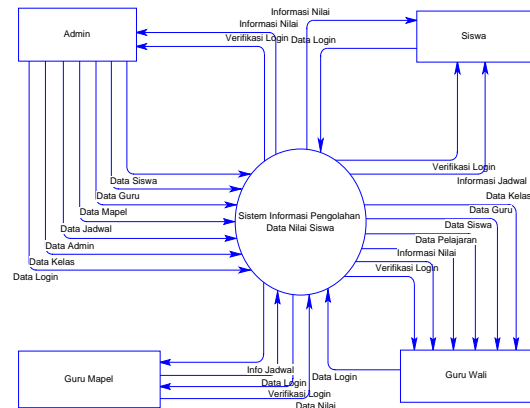 Informasi Nilai
Verifikasi Login
Admin
Informasi Nilai
Data Login
Siswa
Data Siswa
Data Guru
Data Mapel
Data Jadwal
Data Admin
Data Kelas
Data Login
Sistem Informasi Pengolahan
Data Nilai Siswa
Verifikasi Login
Informasi Jadwal
Data Kelas
Data Guru
Data Siswa
Data Pelajaran
Informasi Nilai
Verifikasi Login
Guru Mapel
Info Jadwal
Data Login
Verifikasi Login
Data Nilai
Data Login
Guru Wali